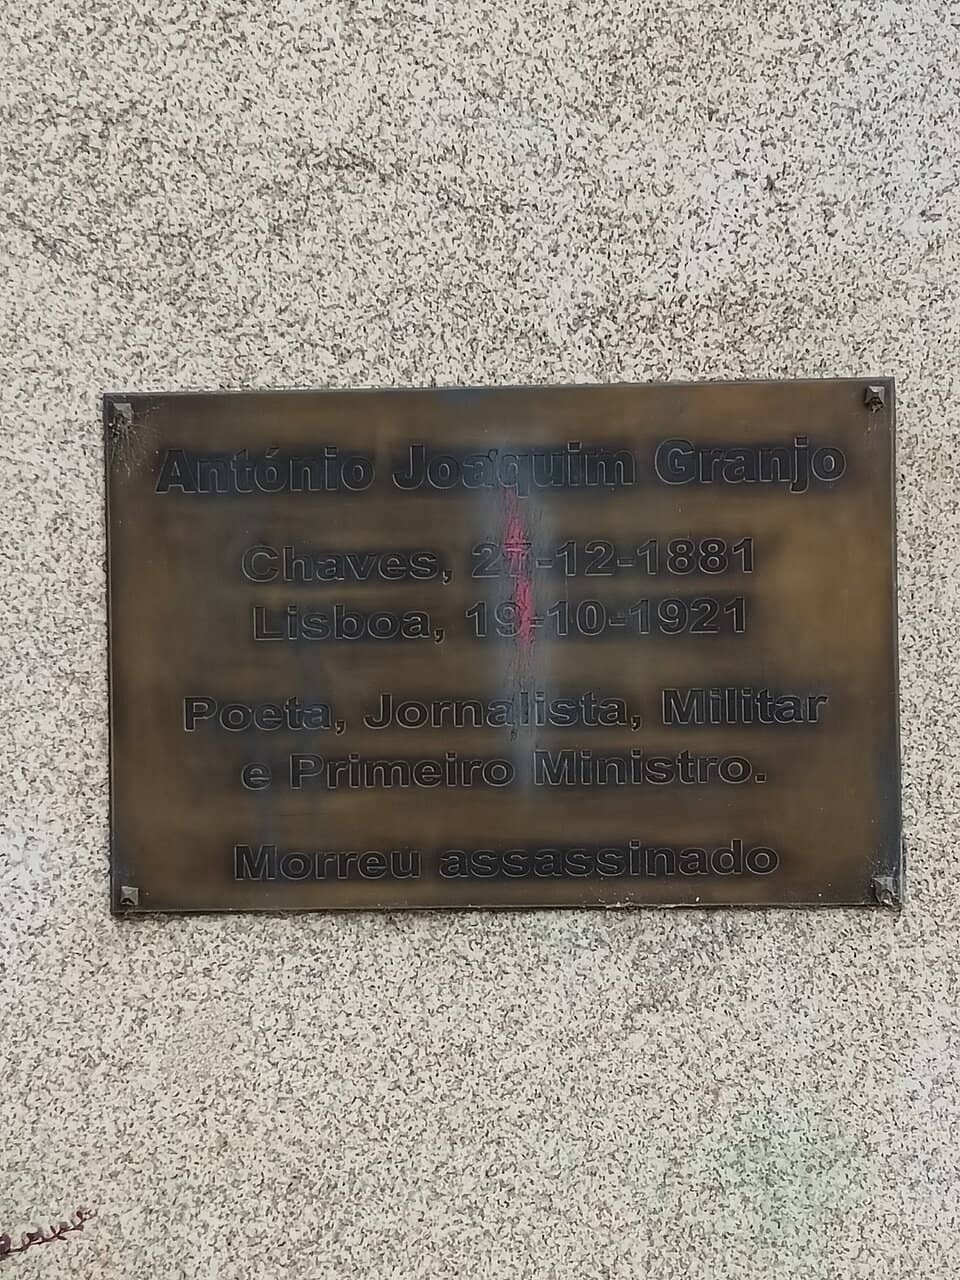 António Joaquim Granjo
Chaves, 27-12-1881
Lisboa, 19-10-1921
Poeta, Jornalista, Militar
e Primeiro Ministro.
Morreu assassinado